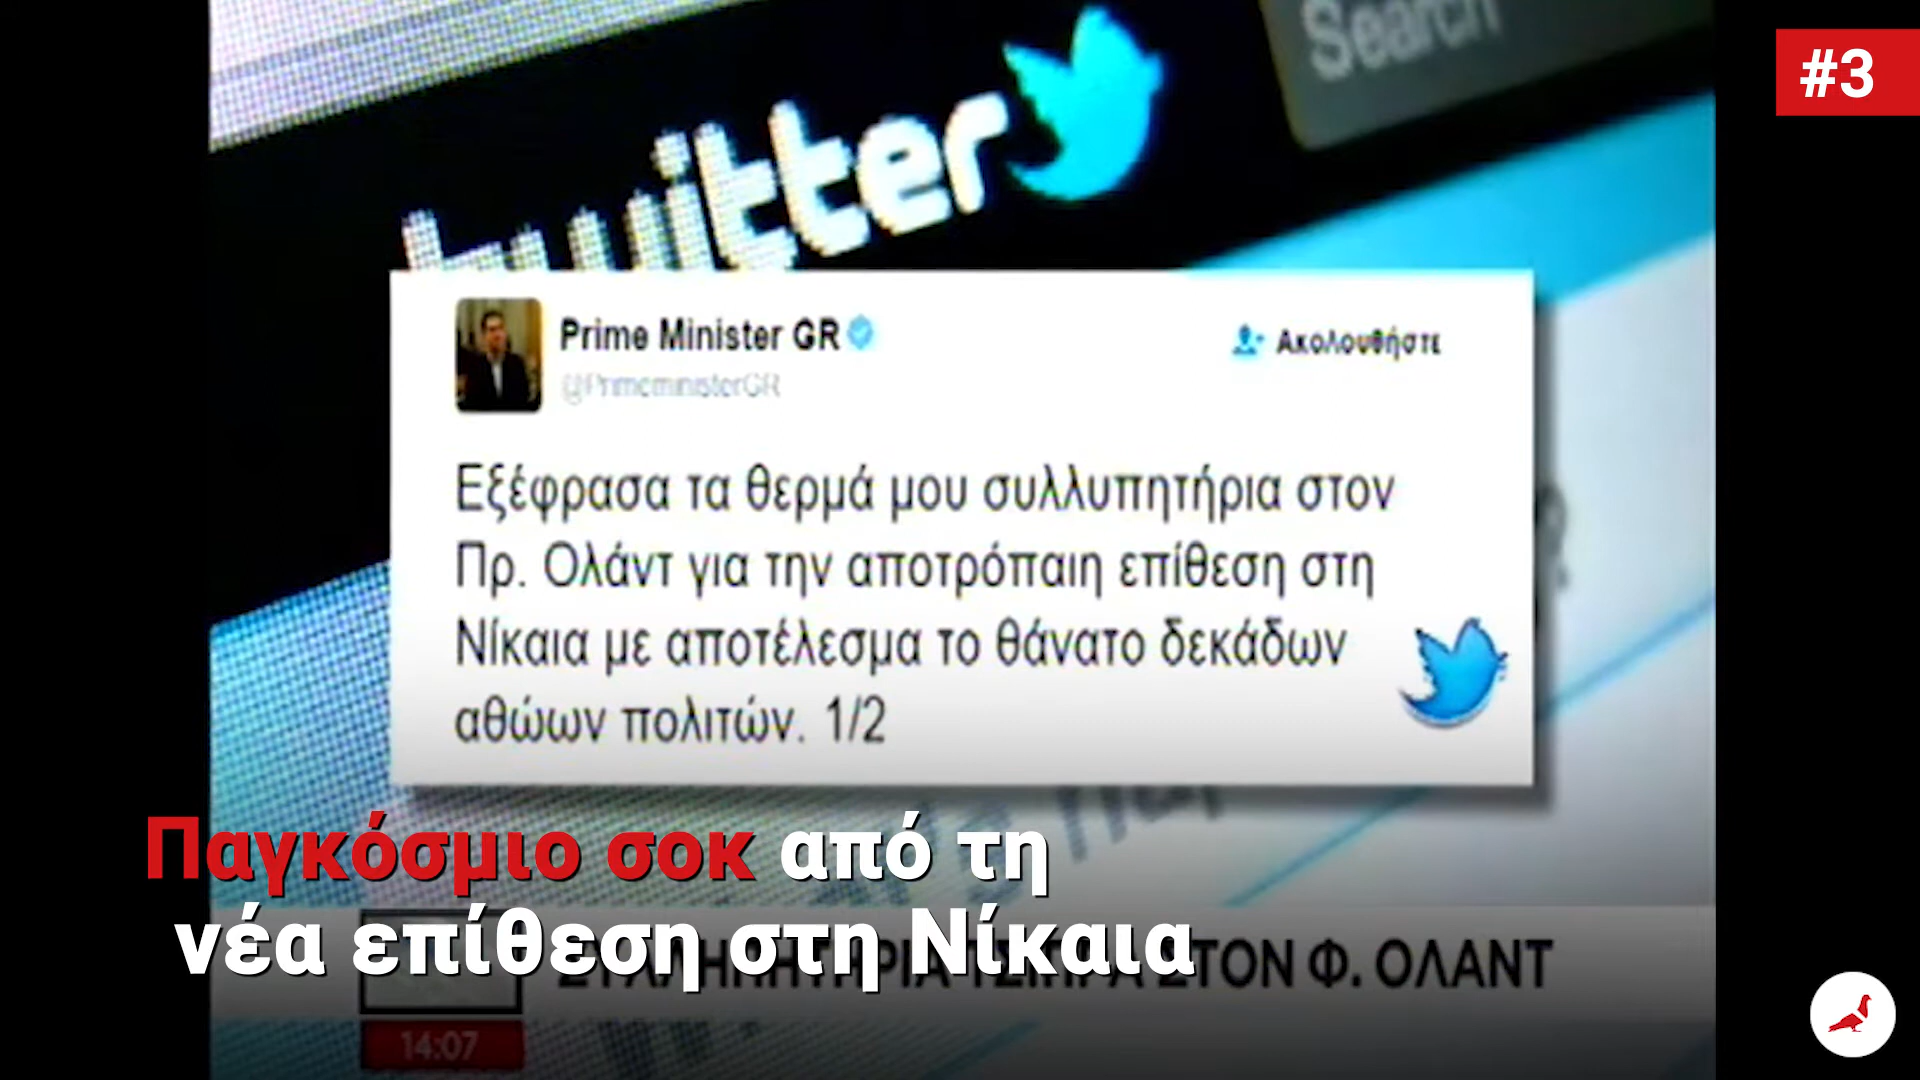 Search
#3
twitter
Prime Minister GR
@PrimeministerGR
Ακολουθήστε
Εξέφρασα τα θερμά μου συλλυπητήρια στον
Πρ. Ολάντ για την αποτρόπαιη επίθεση στη
Νίκαια με αποτέλεσμα το θάνατο δεκάδων
αθώων πολιτών. 1/2
Παγκόσμιο σοκ από τη
νέα επίθεση στη Νίκαια
ΣΥΛΛΥΠΗΤΗΡΙΑ ΤΣΙΠΡΑ ΣΤΟΝ Φ. ΟΛΑΝΤ
14:07